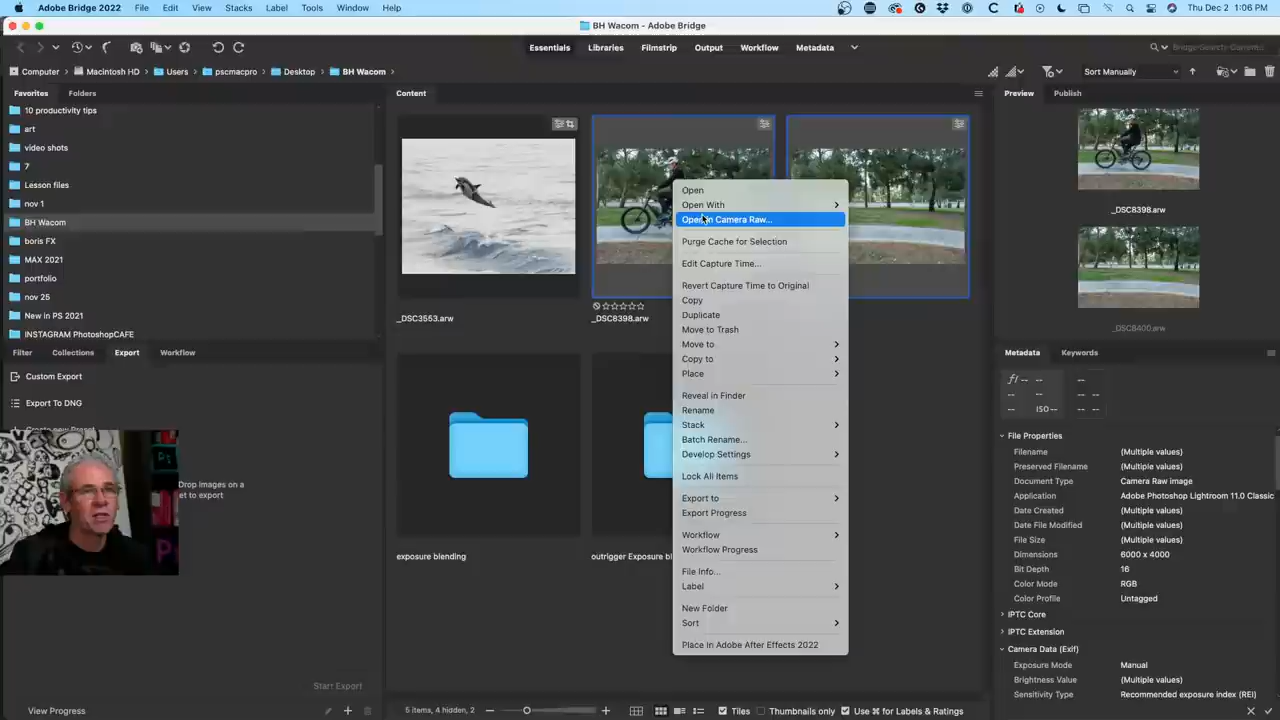 Adobe Bridge 2022 File Edit View Stacks Label Tools Window Help Thu Dec 2 1:06 PM
BH Wacom – Adobe Bridge
Essentials Libraries Filmstrip Output Workflow Metadata Bridge Search: Current...
Computer Macintosh HD Users pscmacpro Desktop BH Wacom Sort Manually
Favorites Folders
10 productivity tips
art
video shots
7
Lesson files
nov 1
BH Wacom
boris FX
MAX 2021
portfolio
nov 25
New in PS 2021
INSTAGRAM PhotoshopCAFE
Filter Collections Export Workflow
Custom Export
Export To DNG
Create new Preset
Drop images on a
et to export
Start Export
View Progress
Content
_DSC3553.arw
_DSC8398.arw
exposure blending
outrigger Exposure bl
Open
Open With
Open in Camera Raw...
Purge Cache for Selection
Edit Capture Time...
Revert Capture Time to Original
Copy
Duplicate
Move to Trash
Move to
Copy to
Place
Reveal in Finder
Rename
Stack
Batch Rename...
Develop Settings
Lock All Items
Export to
Export Progress
Workflow
Workflow Progress
File Info...
Label
New Folder
Sort
Place In Adobe After Effects 2022
5 items, 4 hidden, 2 Tiles Thumbnails only Use ⌘ for Labels & Ratings
Preview Publish
_DSC8398.arw
_DSC8400.arw
Metadata Keywords
f/ -- -- --
-- -- -- --
-- ISO -- -- --
File Properties
Filename (Multiple values)
Preserved Filename (Multiple values)
Document Type Camera Raw image
Application Adobe Photoshop Lightroom 11.0 Classic
Date Created (Multiple values)
Date File Modified (Multiple values)
File Size (Multiple values)
Dimensions 6000 x 4000
Bit Depth 16
Color Mode RGB
Color Profile Untagged
IPTC Core
IPTC Extension
Camera Data (Exif)
Exposure Mode Manual
Brightness Value (Multiple values)
Sensitivity Type Recommended exposure index (REI)